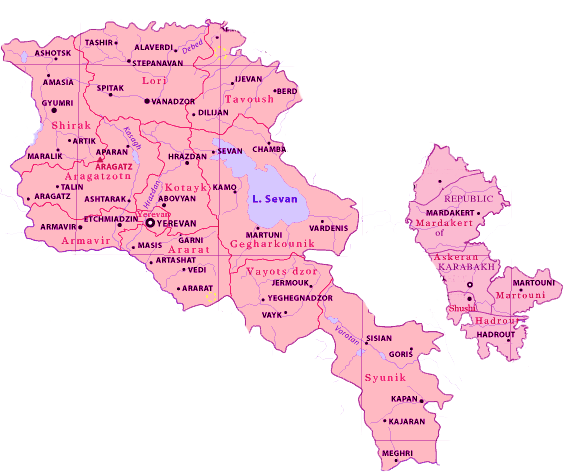 TASHIR
ALAVERDI
Debed
ASHOTSK
STEPANAVAN
AMASIA
SPITAK
Lori
IJEVAN
BERD
GYUMRI
VANADZOR
Tavoush
DILIJAN
Shirak
Kasagh
ARTIK
APARAN
MARALIK
ARAGATZ
HRAZDAN
SEVAN
CHAMBA
Aragatzotn
TALIN
Hrazdan
Kotayk
KAMO
ARAGATZ
ASHTARAK
ABOVYAN
L. Sevan
ETCHMIADZIN
Yerevan
YEREVAN
VARDENIS
ARMAVIR
MARTUNI
Armavir
GARNI
MASIS
Ararat
Gegharkounik
ARTASHAT
VEDI
Vayots dzor
ARARAT
JERMOUK
YEGHEGNADZOR
VAYK
Vorotan
SISIAN
GORIS
Syunik
KAPAN
KAJARAN
MEGHRI
REPUBLIC
MARDAKERT
Mardakert
of
Askeran
KARABAKH
MARTOUNI
Martouni
Shushi
Hadrout
HADROUT